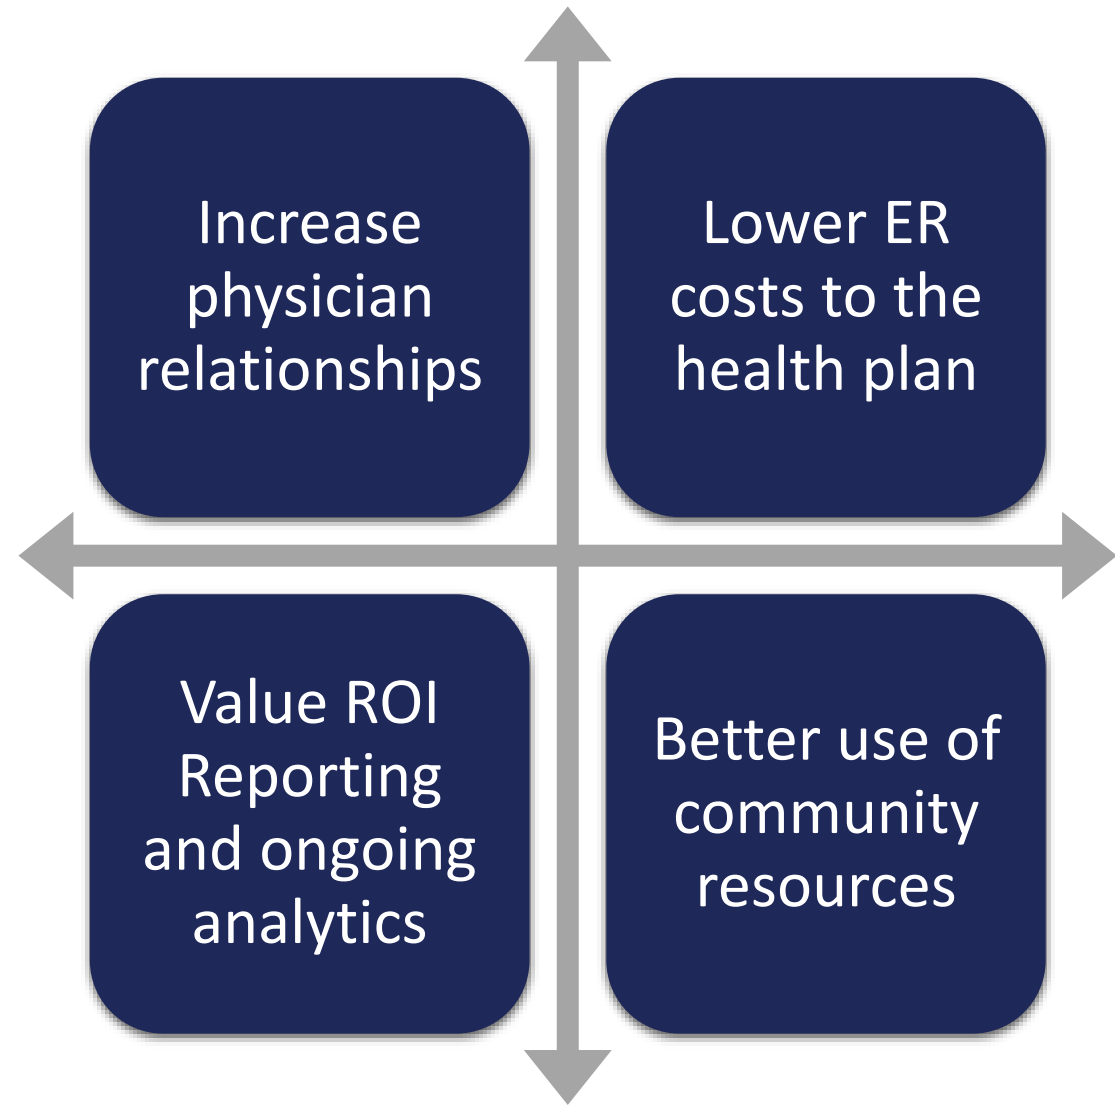 Increase
physician
relationships
Lower ER
costs to the
health plan
Value ROI
Reporting
and ongoing
analytics
Better use of
community
resources